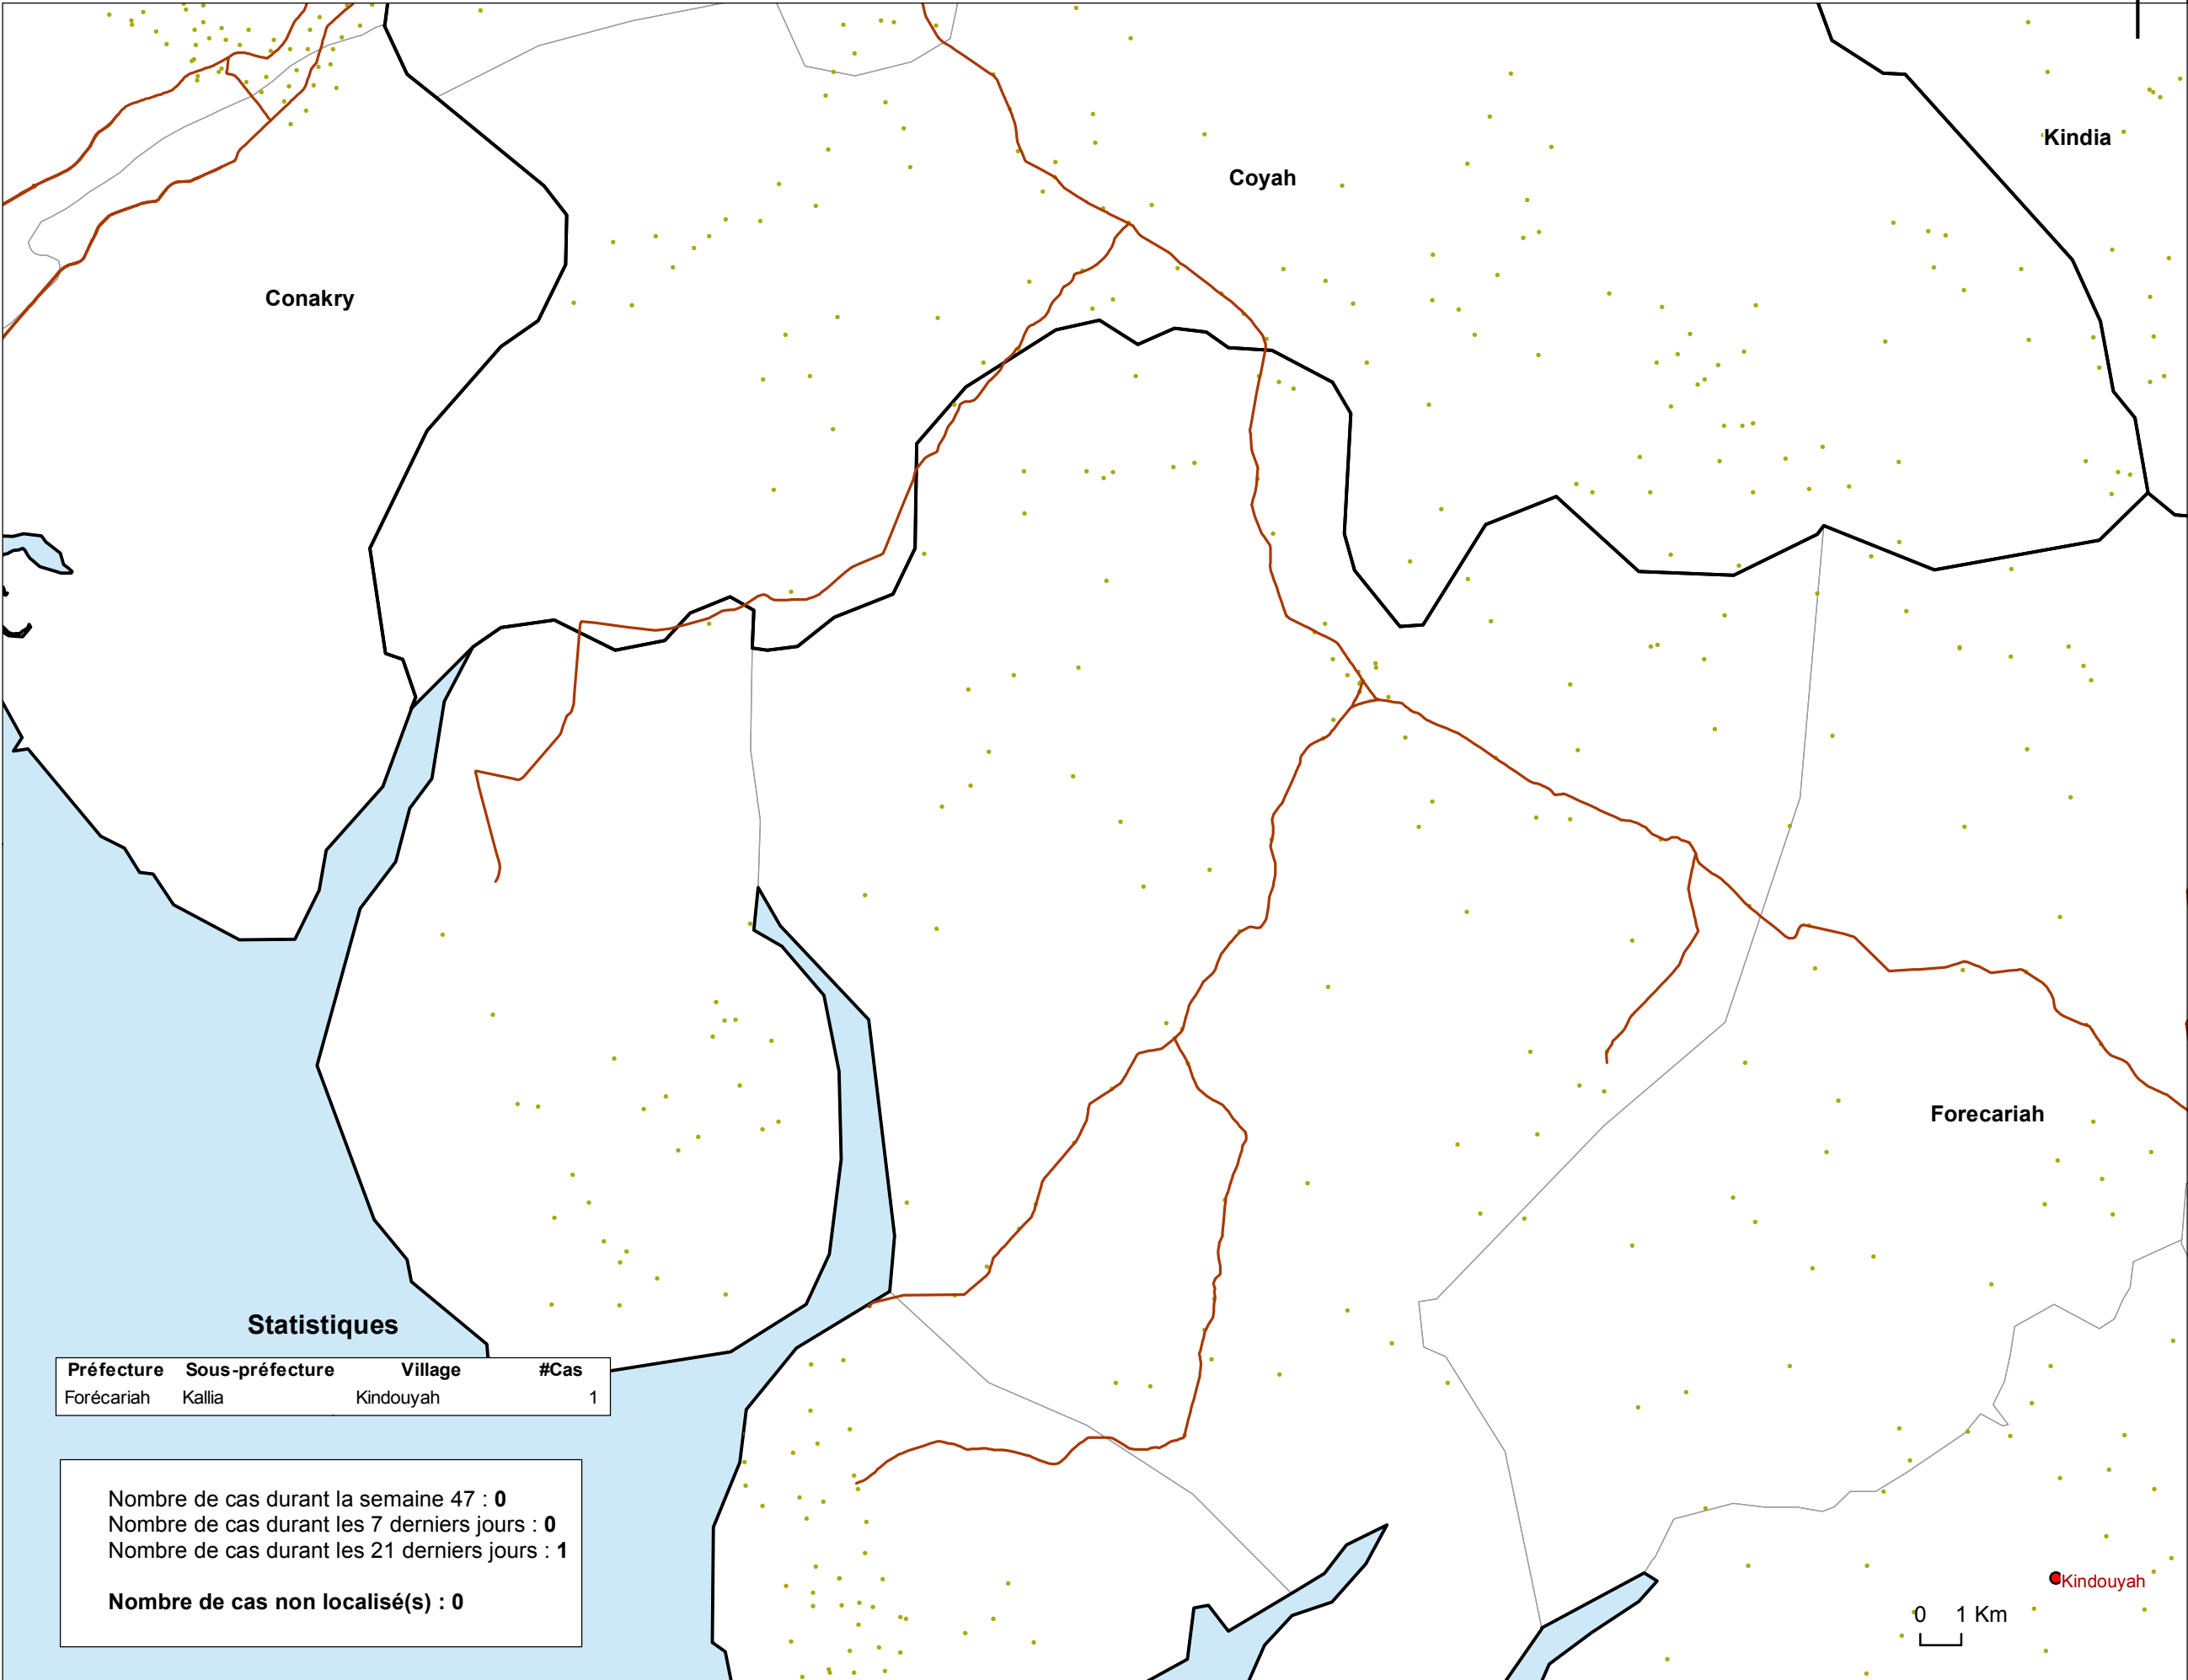 Kindia
Coyah
Conakry
Forecariah
Statistiques
Préfecture Sous-préfecture Village #Cas
Forécariah Kallia Kindouyah 1
Nombre de cas durant la semaine 47 : 0
Nombre de cas durant les 7 derniers jours : 0
Nombre de cas durant les 21 derniers jours : 1
Nombre de cas non localisé(s) : 0
Kindouyah
0 1 Km